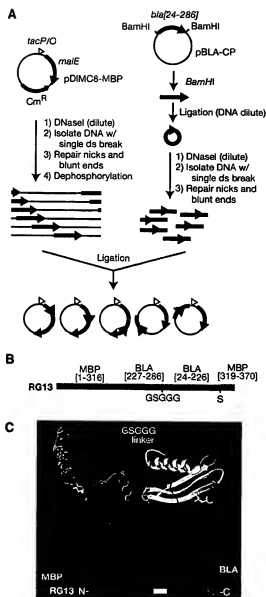 A
tacP/O
malE
pDIMC6-MBP
CmR
bla[24-286]
BamHI
BamHI
pBLA-CP
BamHI
Ligation (DNA dilute)
1) DNaseI (dilute)
2) Isolate DNA w/
single ds break
3) Repair nicks and
blunt ends
4) Dephosphorylation
1) DNaseI (dilute)
2) Isolate DNA w/
single ds break
3) Repair nicks and
blunt ends
Ligation
B
MBP
[1-316]
BLA
[227-286]
BLA
[24-226]
MBP
[319-370]
RG13
GSGGG
S
C
GSGGG
linker
MBP
BLA
RG13 N-
-C